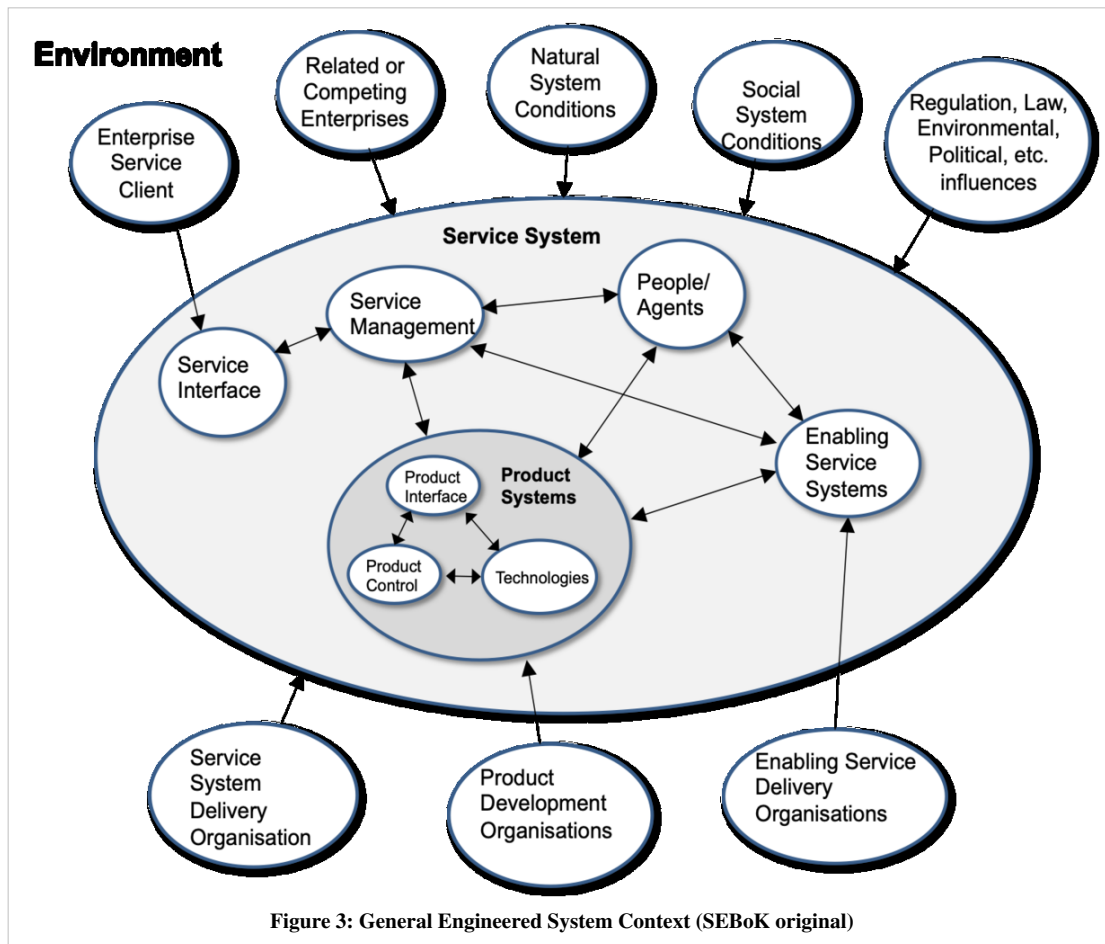 Environment
Related or
Competing
Enterprises
Natural
System
Conditions
Social
System
Conditions
Regulation, Law,
Environmental,
Political, etc.
influences
Enterprise
Service
Client
Service System
Service
Management
People/
Agents
Service
Interface
Enabling
Service
Systems
Product
Interface
Product
Systems
Product
Control
Technologies
Service
System
Delivery
Organisation
Product
Development
Organisations
Enabling Service
Delivery
Organisations
Figure 3: General Engineered System Context (SEBoK original)